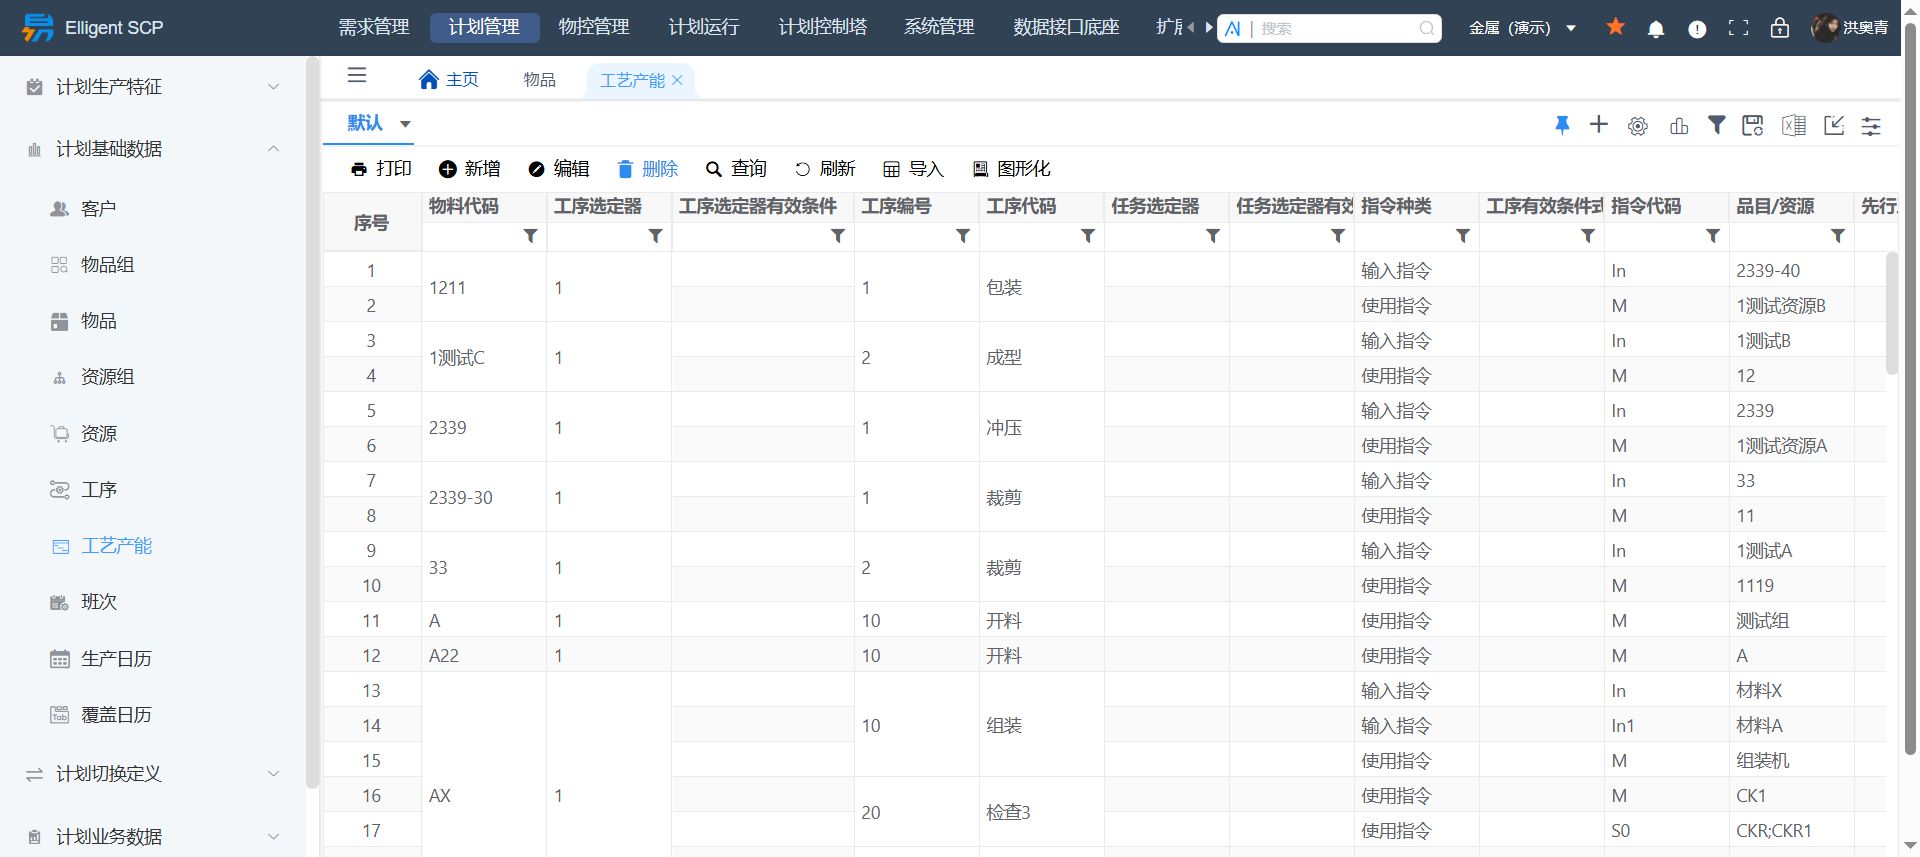 Elligent SCP
需求管理 计划管理 物控管理 计划运行 计划控制塔 系统管理 数据接口底座
搜索
金属（演示）
洪奥青
计划生产特征
计划基础数据
客户
物品组
物品
资源组
资源
工序
工艺产能
班次
生产日历
覆盖日历
计划切换定义
计划业务数据
主页 物品 工艺产能
默认
打印 新增 编辑 删除 查询 刷新 导入 图形化
序号 物料代码 工序选定器 工序选定器有效条件 工序编号 工序代码 任务选定器 任务选定器有效 指令种类 工序有效条件式 指令代码 品目/资源 先行
1 1211 1 1 包装 输入指令 In 2339-40
2 使用指令 M 1测试资源B
3 1测试C 1 2 成型 输入指令 In 1测试B
4 使用指令 M 12
5 2339 1 1 冲压 输入指令 In 2339
6 使用指令 M 1测试资源A
7 2339-30 1 1 裁剪 输入指令 In 33
8 使用指令 M 11
9 33 1 2 裁剪 输入指令 In 1测试A
10 使用指令 M 1119
11 A 1 10 开料 使用指令 M 测试组
12 A22 1 10 开料 使用指令 M A
13 输入指令 In 材料X
14 10 组装 输入指令 In1 材料A
15 使用指令 M 组装机
16 AX 1 20 检查3 使用指令 M CK1
17 使用指令 S0 CKR;CKR1